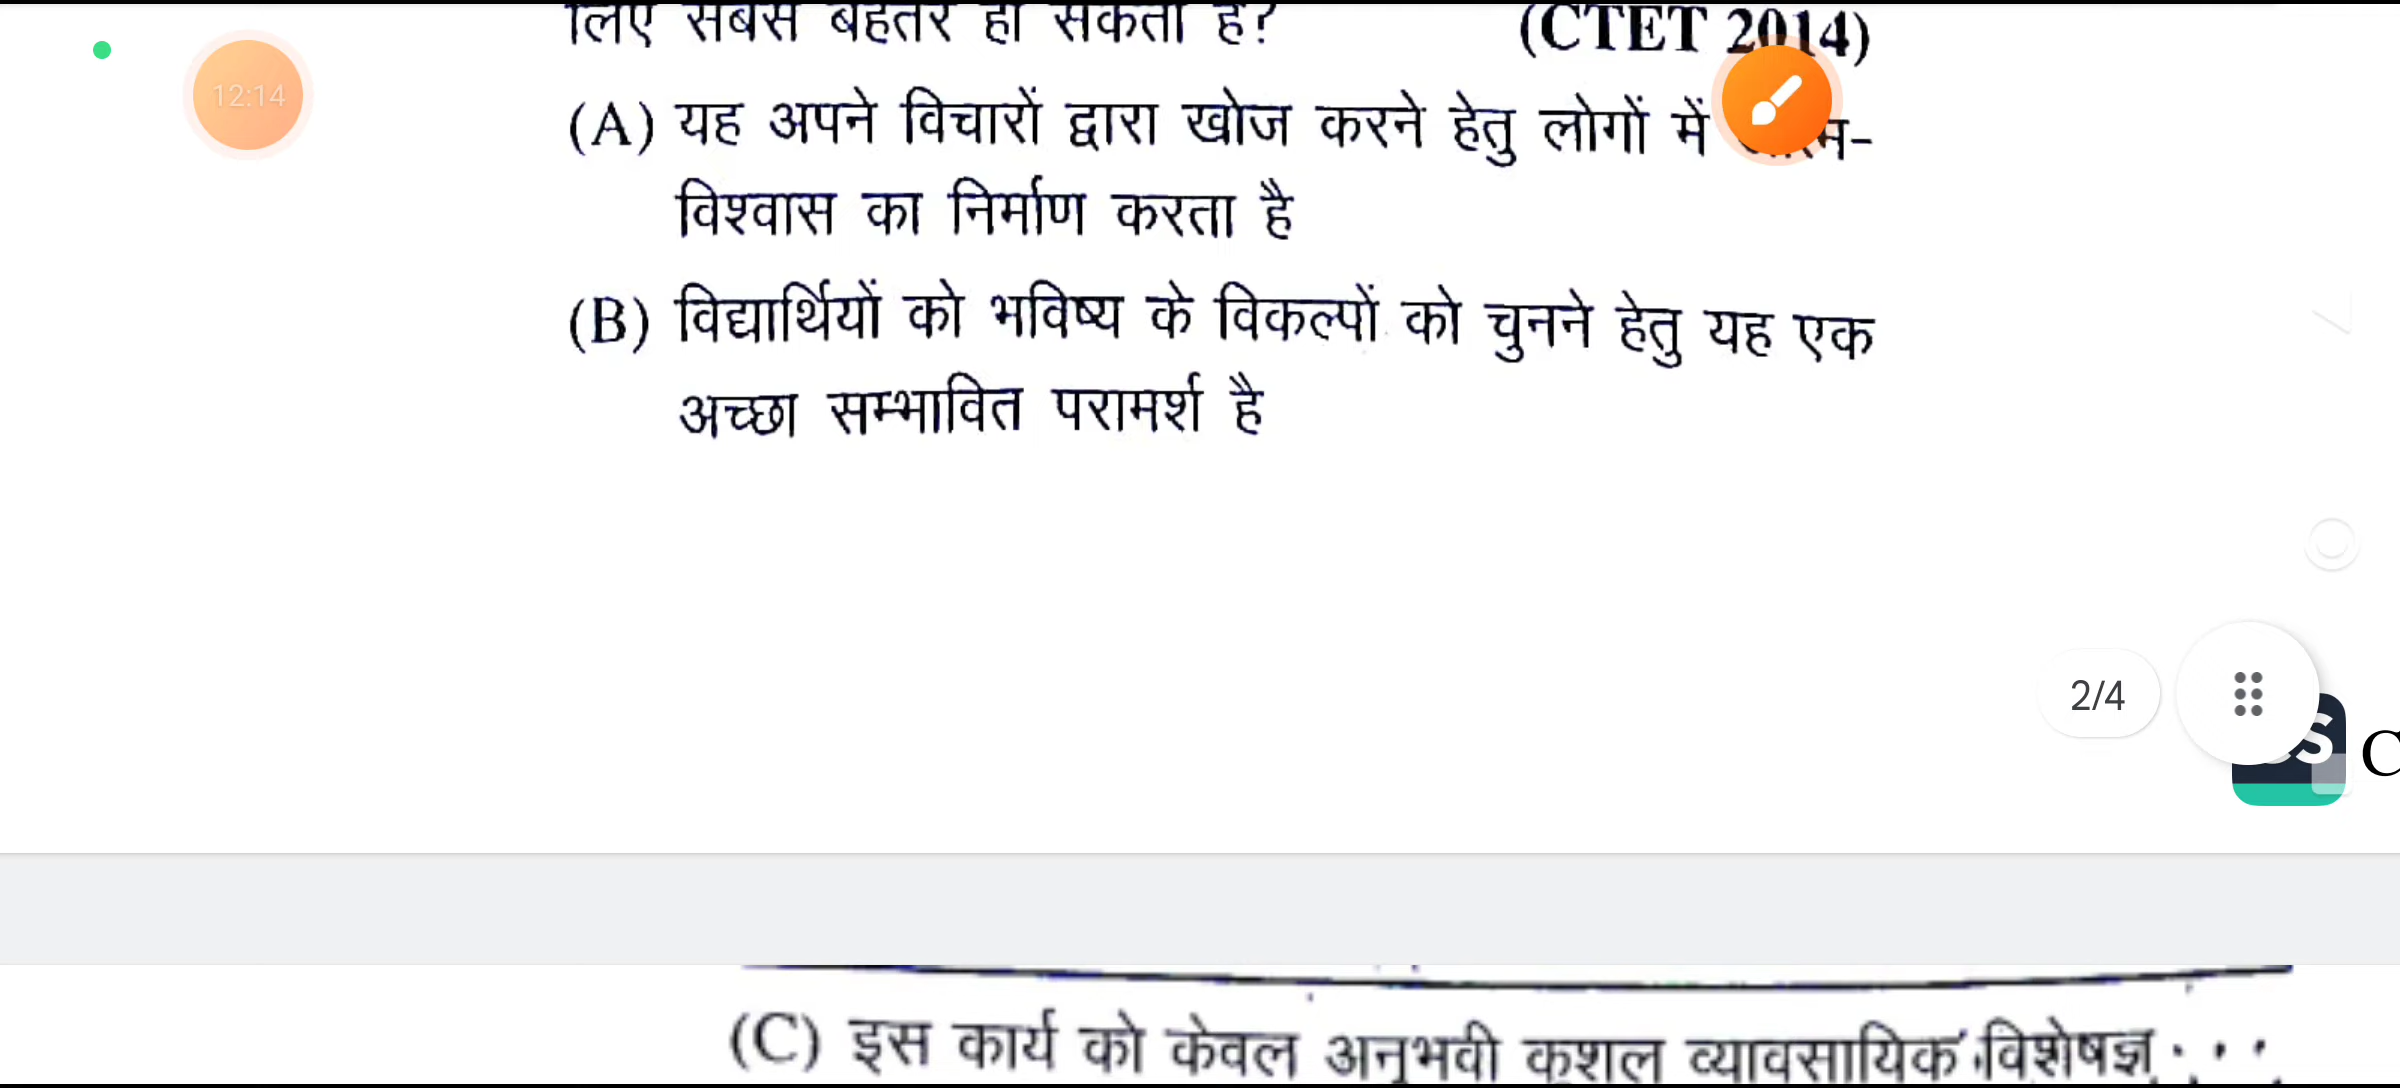 लिए सबसे बेहतर हो सकता है? (CTET 2014)
12:14
(A) यह अपने विचारों द्वारा खोज करने हेतु लोगों में
विश्वास का निर्माण करता है
(B) विद्यार्थियों को भविष्य के विकल्पों को चुनने हेतु यह एक
अच्छा सम्भावित परामर्श है
2/4
(C) इस कार्य को केवल अनुभवी कुशल व्यावसायिक विशेषज्ञ